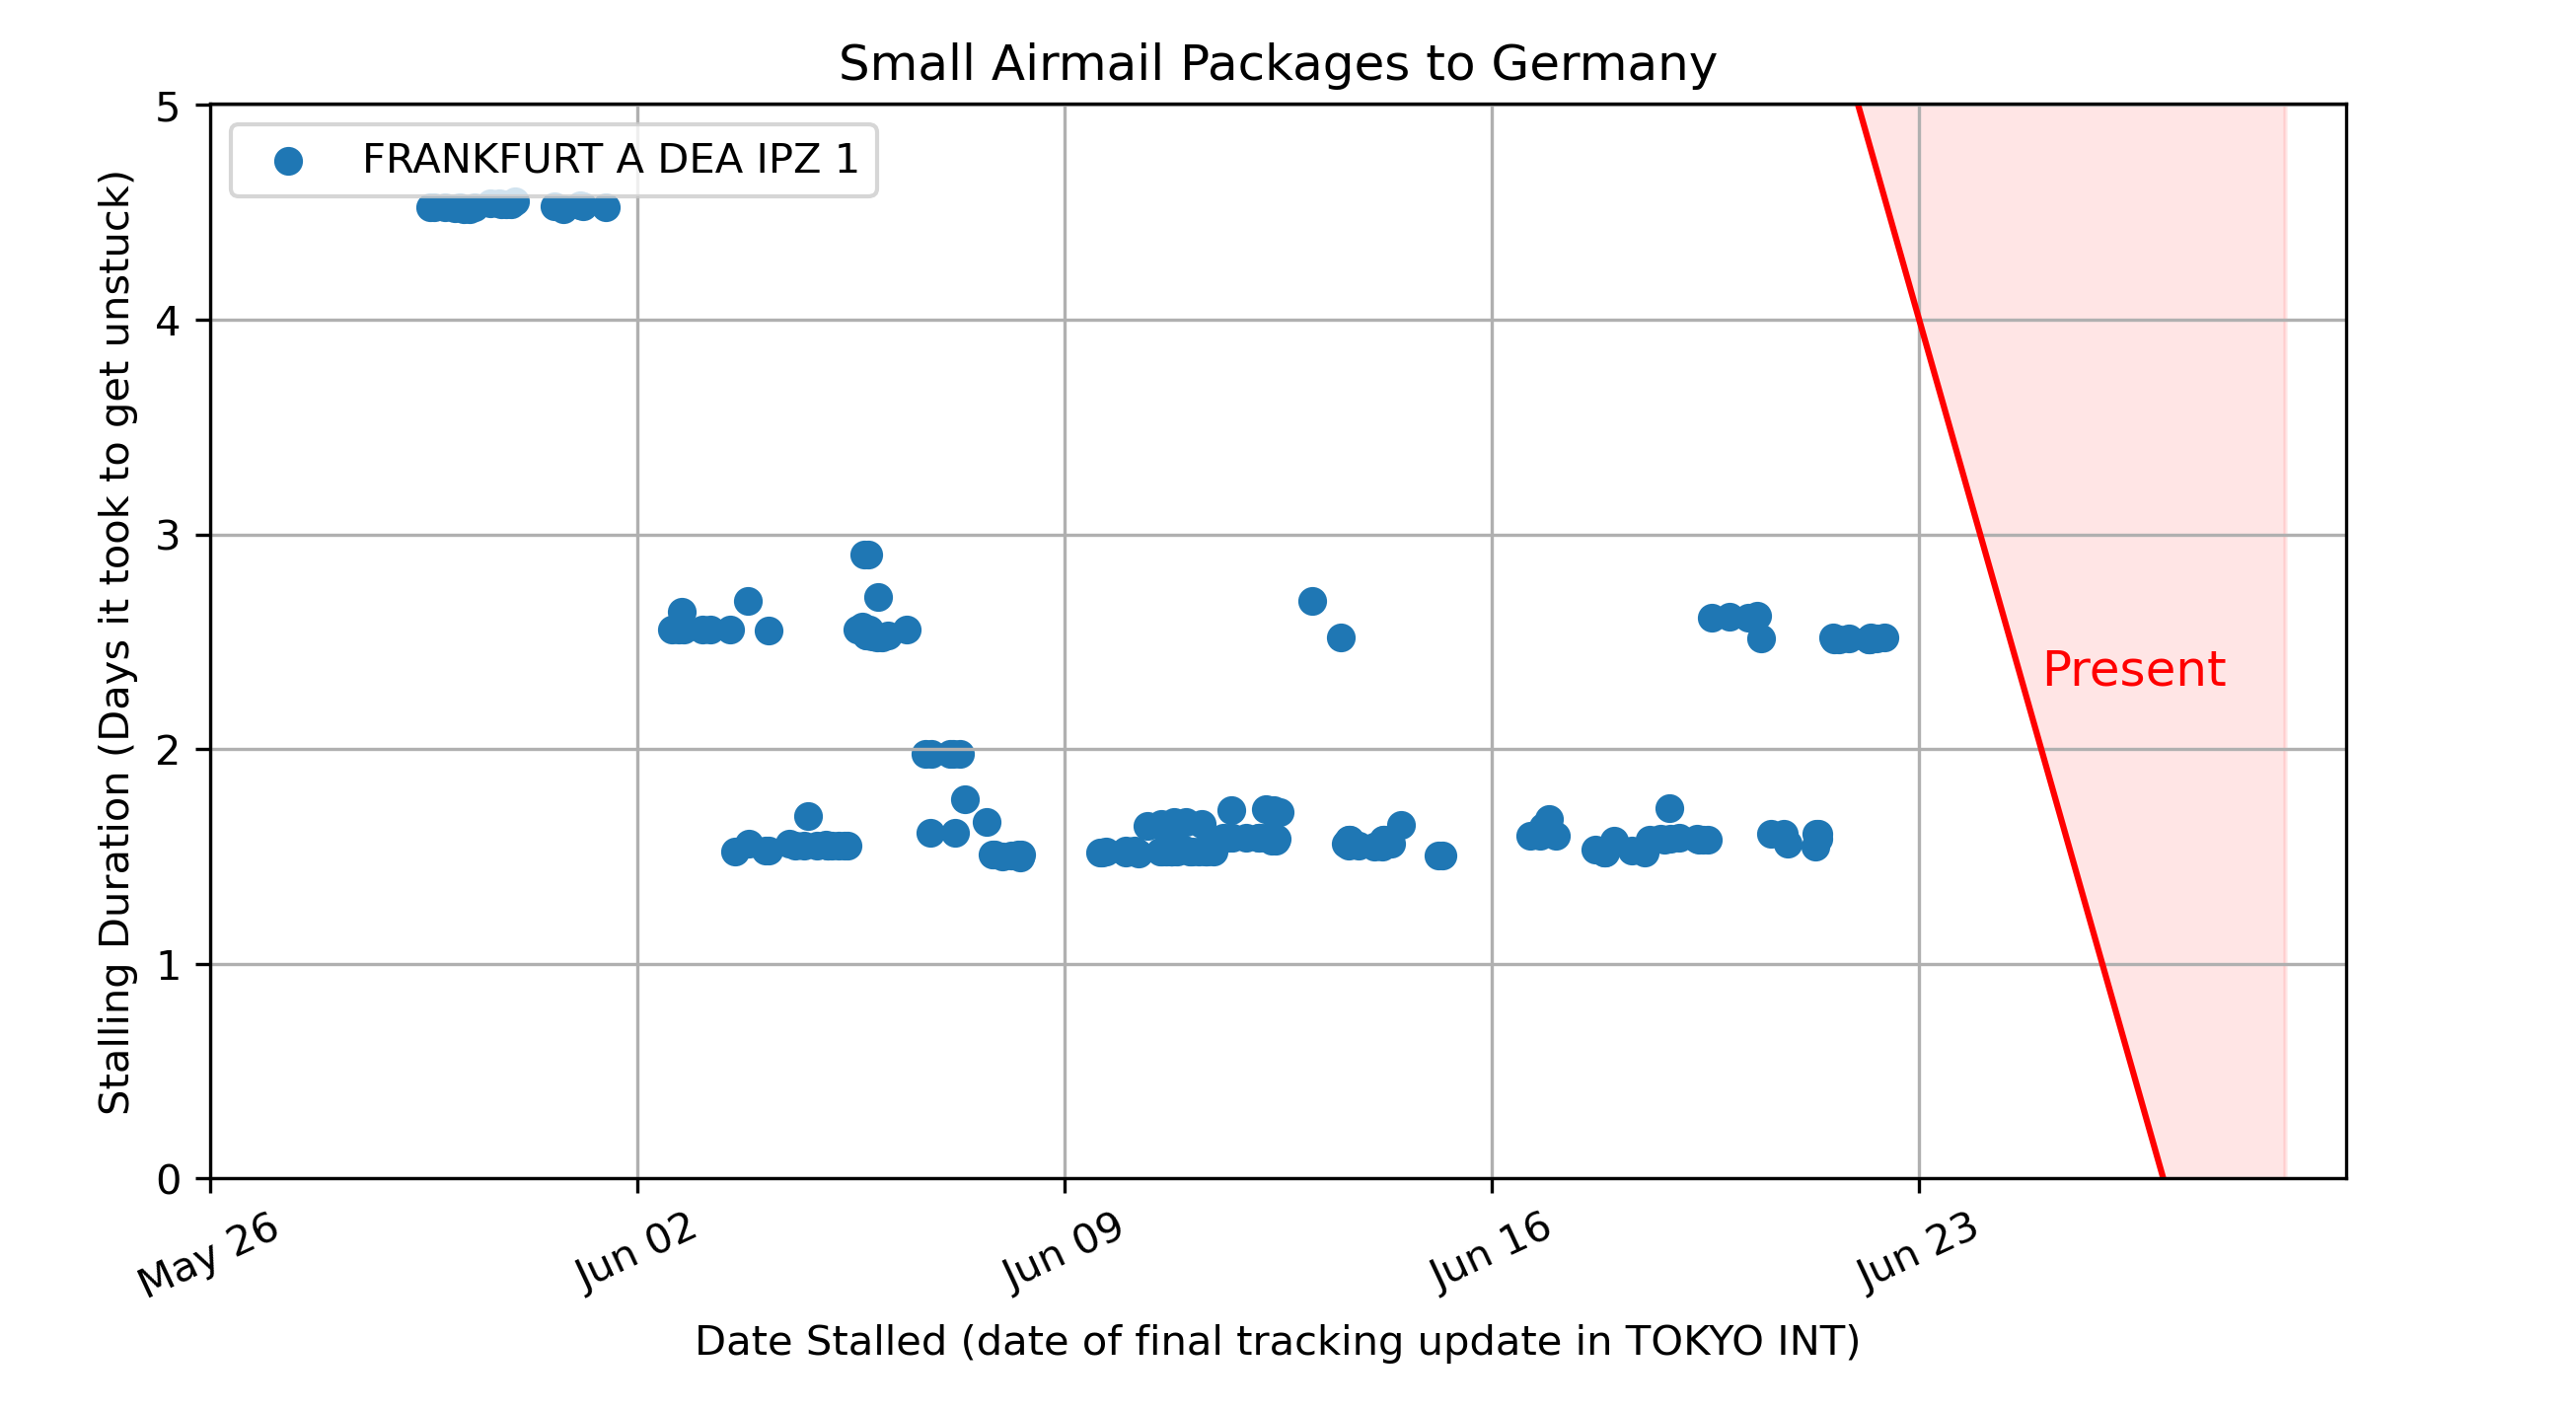 Small Airmail Packages to Germany
FRANKFURT A DEA IPZ 1
Stalling Duration (Days it took to get unstuck)
5
4
3
2
1
0
Present
May 26
Jun 02
Jun 09
Jun 16
Jun 23
Date Stalled (date of final tracking update in TOKYO INT)